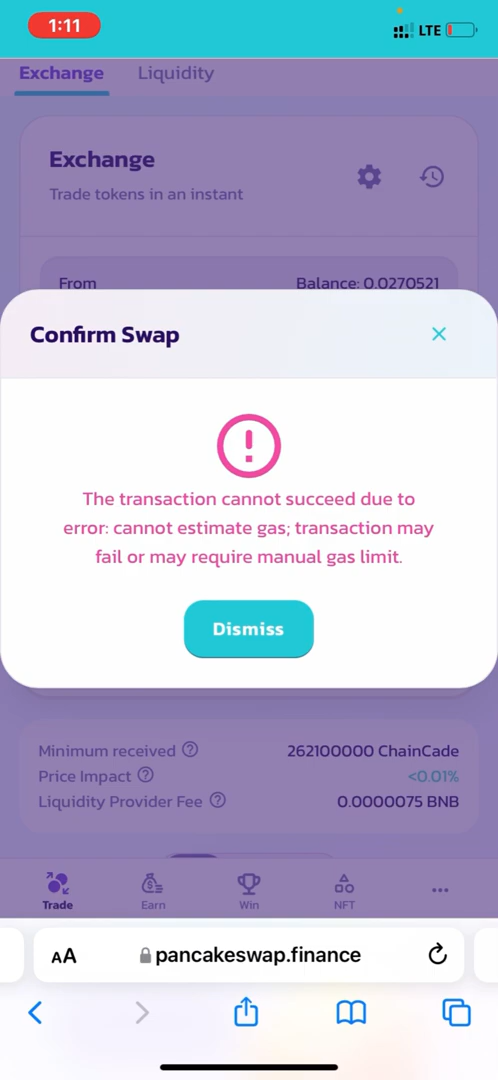 1:11
LTE
Exchange Liquidity
Exchange
Trade tokens in an instant
From Balance: 0.0270521
Confirm Swap
The transaction cannot succeed due to
error: cannot estimate gas; transaction may
fail or may require manual gas limit.
Dismiss
Minimum received 262100000 ChainCade
Price Impact <0.01%
Liquidity Provider Fee 0.0000075 BNB
Trade Earn Win NFT
AA pancakeswap.finance